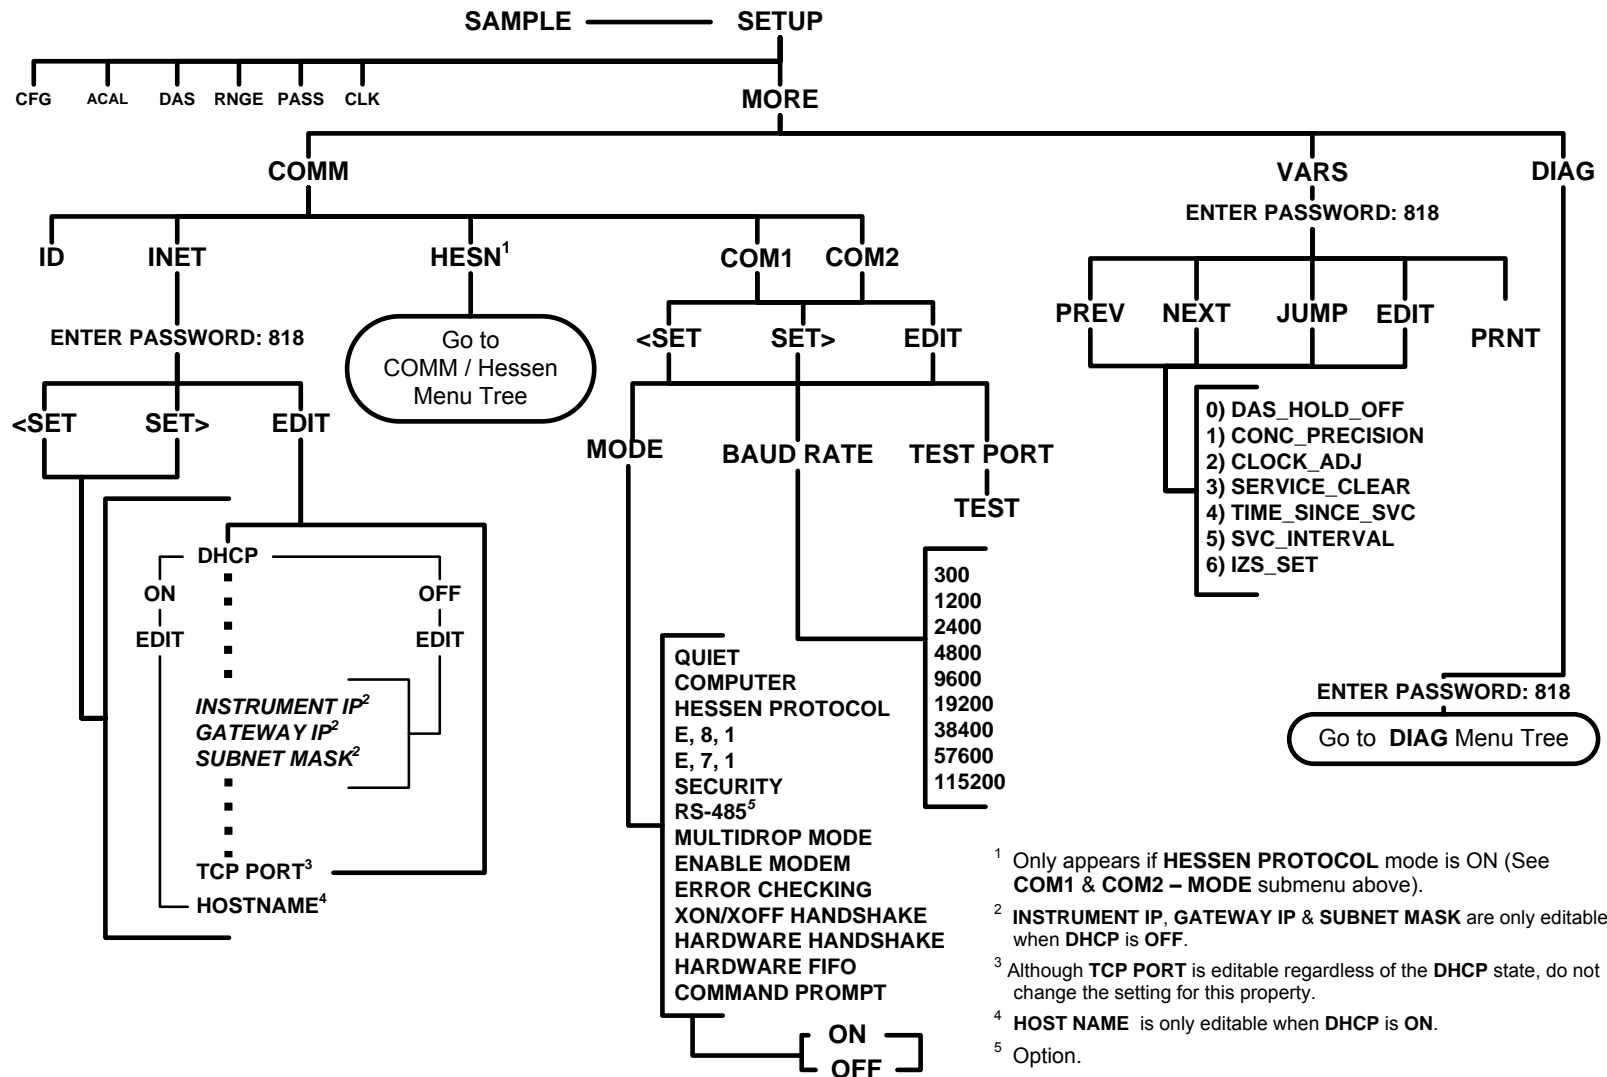 SAMPLE SETUP
CFG ACAL DAS RNGE PASS CLK
MORE
COMM VARS DIAG
ENTER PASSWORD: 818
ID INET HESN¹ COM1 COM2
ENTER PASSWORD: 818
Go to
COMM / Hessen
Menu Tree
<SET SET> EDIT
PREV NEXT JUMP EDIT
PRNT
<SET SET> EDIT
MODE BAUD RATE TEST PORT
TEST
0) DAS_HOLD_OFF
1) CONC_PRECISION
2) CLOCK_ADJ
3) SERVICE_CLEAR
4) TIME_SINCE_SVC
5) SVC_INTERVAL
6) IZS_SET
DHCP
ON OFF
EDIT EDIT
INSTRUMENT IP²
GATEWAY IP²
SUBNET MASK²
TCP PORT³
HOSTNAME⁴
QUIET
COMPUTER
HESSEN PROTOCOL
E, 8, 1
E, 7, 1
SECURITY
RS-485⁵
MULTIDROP MODE
ENABLE MODEM
ERROR CHECKING
XON/XOFF HANDSHAKE
HARDWARE HANDSHAKE
HARDWARE FIFO
COMMAND PROMPT
ON
OFF
300
1200
2400
4800
9600
19200
38400
57600
115200
ENTER PASSWORD: 818
Go to DIAG Menu Tree
¹ Only appears if HESSEN PROTOCOL mode is ON (See
COM1 & COM2 – MODE submenu above).
² INSTRUMENT IP, GATEWAY IP & SUBNET MASK are only editable
when DHCP is OFF.
³ Although TCP PORT is editable regardless of the DHCP state, do not
change the setting for this property.
⁴ HOST NAME is only editable when DHCP is ON.
⁵ Option.